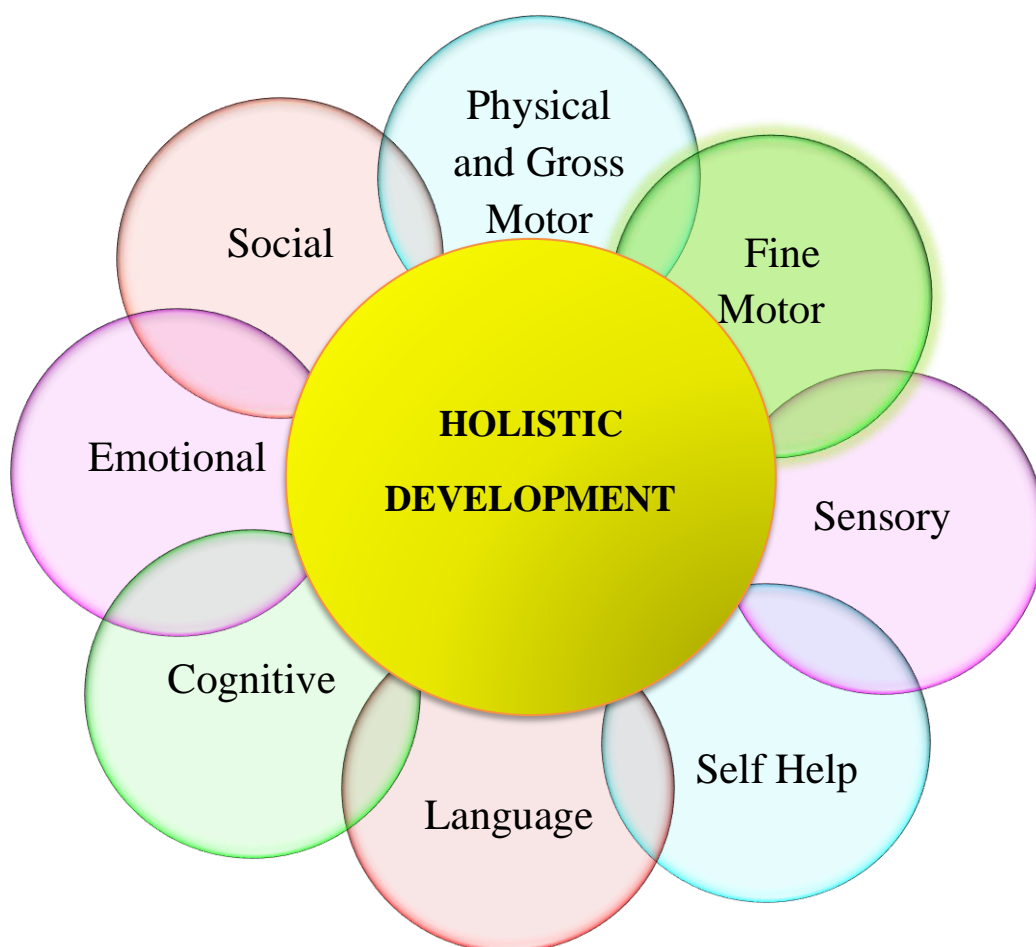 Physical
and Gross
Motor
Fine
Motor
Social
HOLISTIC
DEVELOPMENT
Emotional
Sensory
Cognitive
Self Help
Language